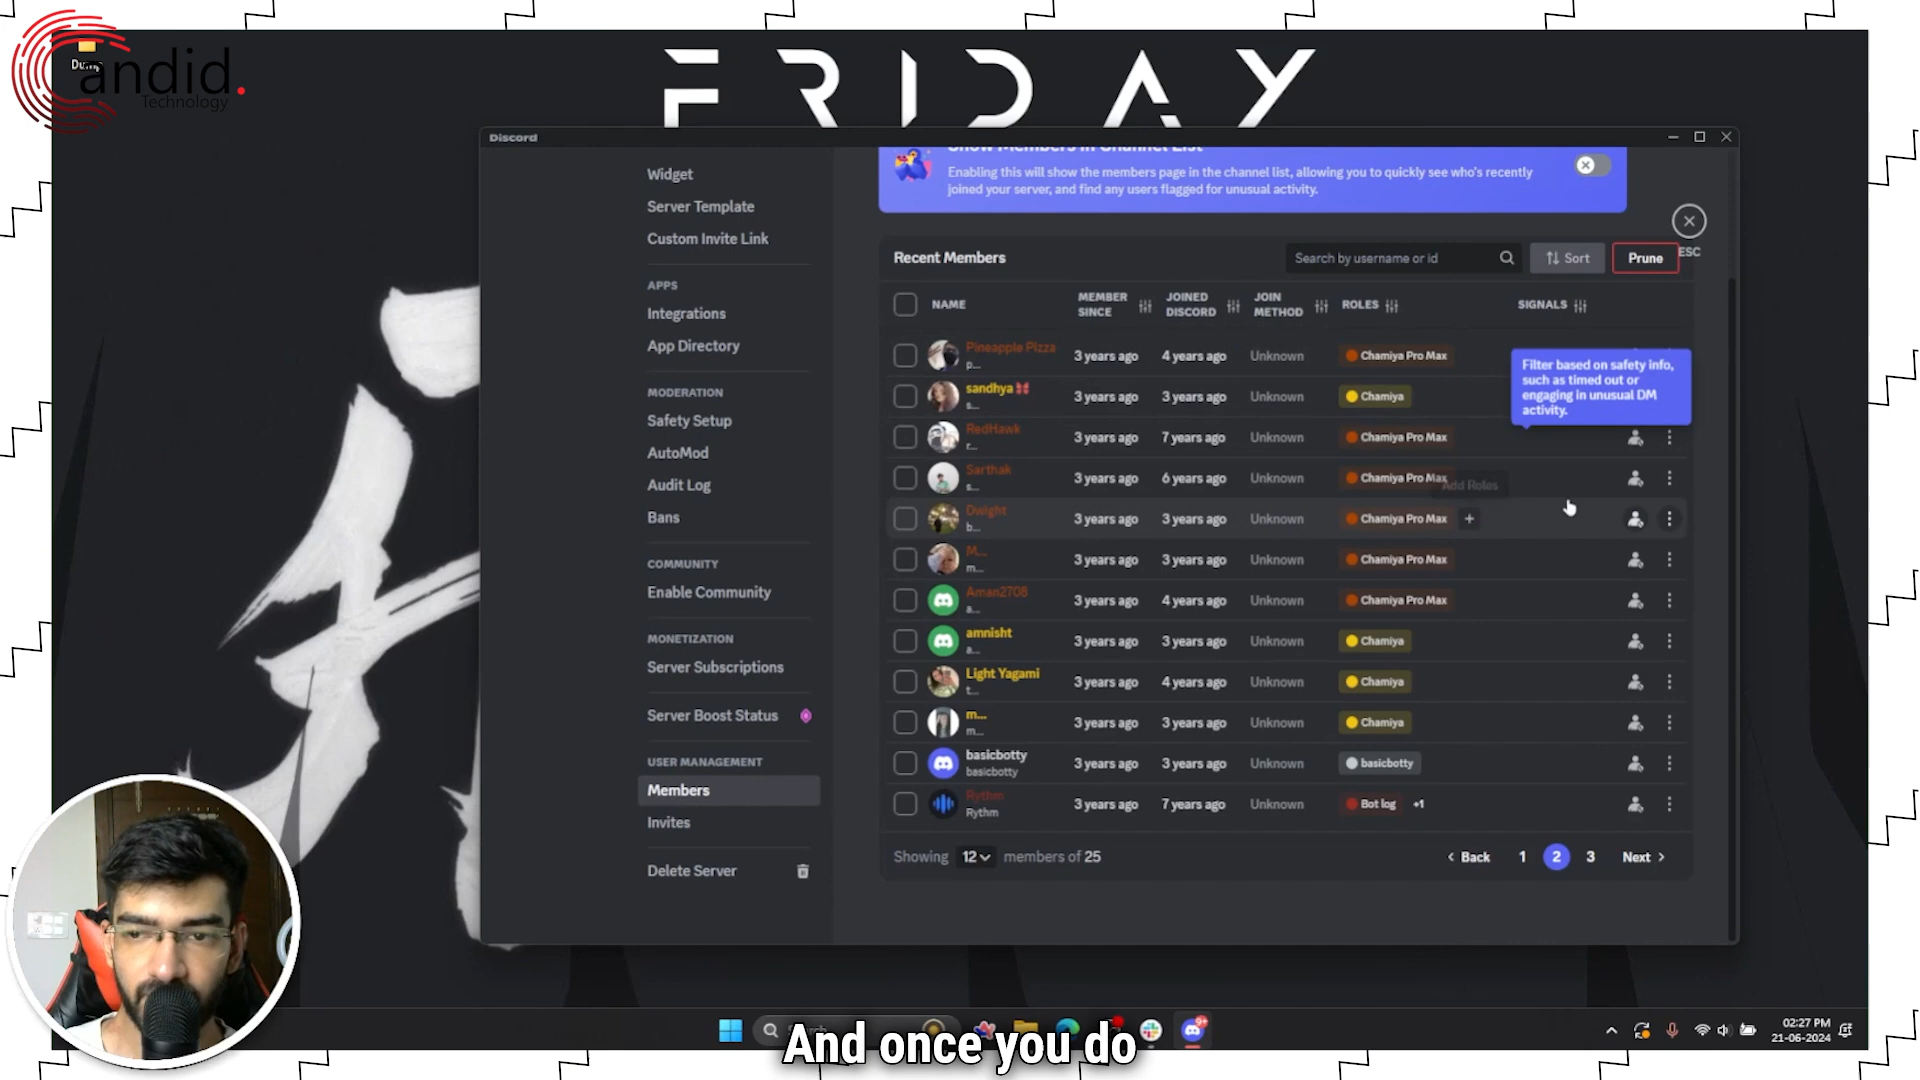 Dump
Candid.
Technology
FRIDAY
Discord
Widget
Server Template
Custom Invite Link
APPS
Integrations
App Directory
MODERATION
Safety Setup
AutoMod
Audit Log
Bans
COMMUNITY
Enable Community
MONETIZATION
Server Subscriptions
Server Boost Status
USER MANAGEMENT
Members
Invites
Delete Server
Show Members in Channel List
Enabling this will show the members page in the channel list, allowing you to quickly see who's recently
joined your server, and find any users flagged for unusual activity.
ESC
Recent Members
Search by username or id
Sort
Prune
NAME
MEMBER SINCE
JOINED DISCORD
JOIN METHOD
ROLES
SIGNALS
Pineapple Pizza
p...
3 years ago 4 years ago Unknown Chamiya Pro Max
Filter based on safety info,
such as timed out or
engaging in unusual DM
activity.
sandhya
s...
3 years ago 3 years ago Unknown Chamiya
RedHawk
r...
3 years ago 7 years ago Unknown Chamiya Pro Max
Sarthak
s...
3 years ago 6 years ago Unknown Chamiya Pro Max
Add Roles
Dwight
b...
3 years ago 3 years ago Unknown Chamiya Pro Max +
M...
m...
3 years ago 3 years ago Unknown Chamiya Pro Max
Aman2708
a...
3 years ago 4 years ago Unknown Chamiya Pro Max
amnisht
a...
3 years ago 3 years ago Unknown Chamiya
Light Yagami
t...
3 years ago 4 years ago Unknown Chamiya
m...
m...
3 years ago 3 years ago Unknown Chamiya
basicbotty
basicbotty
3 years ago 3 years ago Unknown basicbotty
Rythm
Rythm
3 years ago 7 years ago Unknown Bot log +1
Showing 12 members of 25
Back 1 2 3 Next
And once you do
02:27 PM
21-06-2024